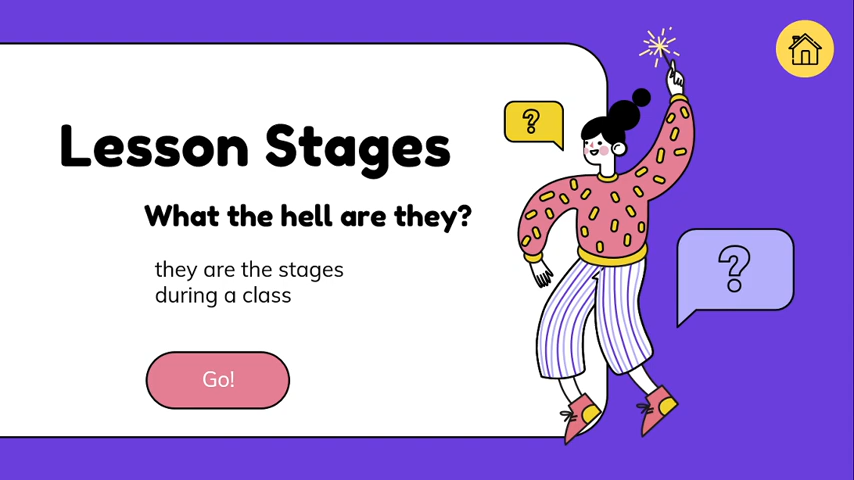 Lesson Stages
What the hell are they?
they are the stages
during a class
Go!
?
?